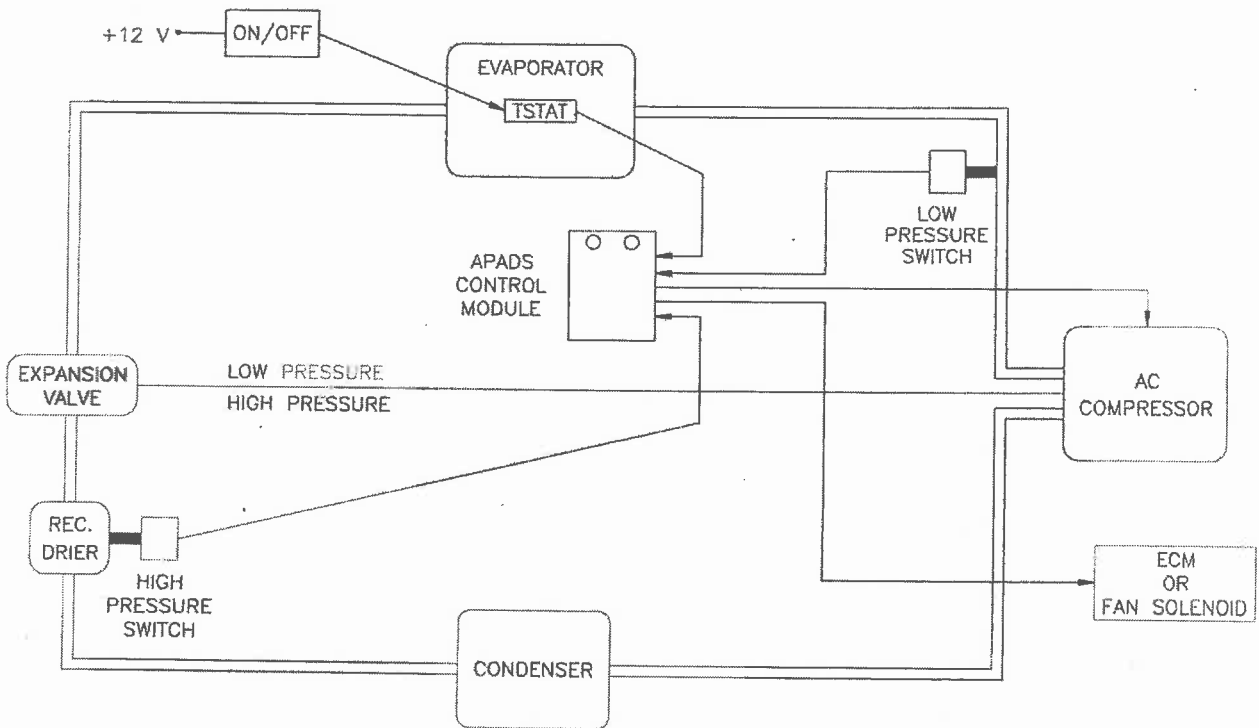 +12 V
ON/OFF
EVAPORATOR
TSTAT
LOW
PRESSURE
SWITCH
APADS
CONTROL
MODULE
EXPANSION
VALVE
LOW PRESSURE
HIGH PRESSURE
AC
COMPRESSOR
REC.
DRIER
HIGH
PRESSURE
SWITCH
CONDENSER
ECM
OR
FAN SOLENOID